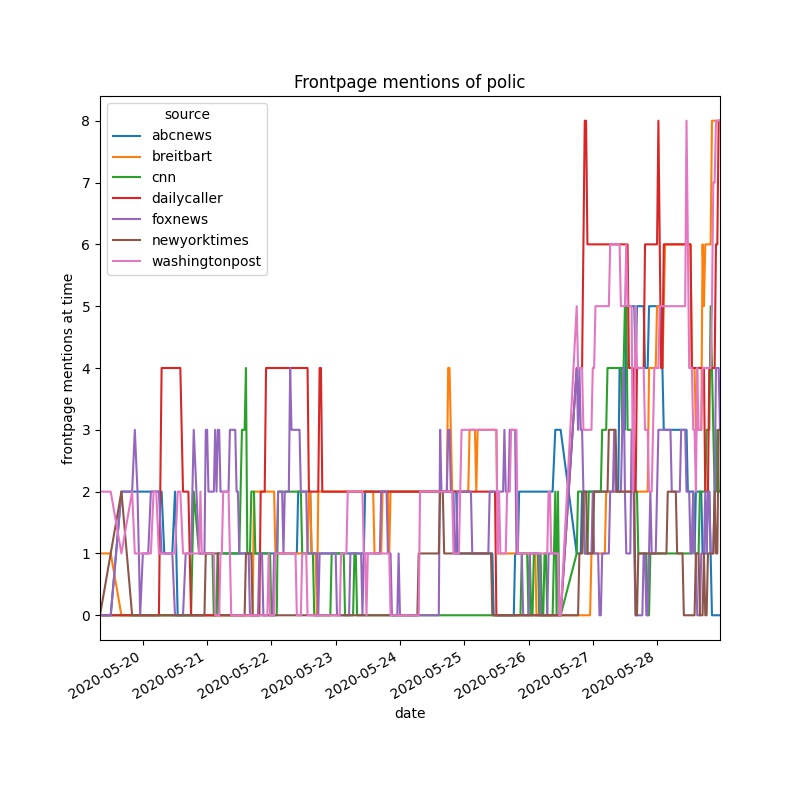 Frontpage mentions of polic
source
abcnews
breitbart
cnn
dailycaller
foxnews
newyorktimes
washingtonpost
frontpage mentions at time
8
7
6
5
4
3
2
1
0
2020-05-20
2020-05-21
2020-05-22
2020-05-23
2020-05-24
2020-05-25
2020-05-26
2020-05-27
2020-05-28
date